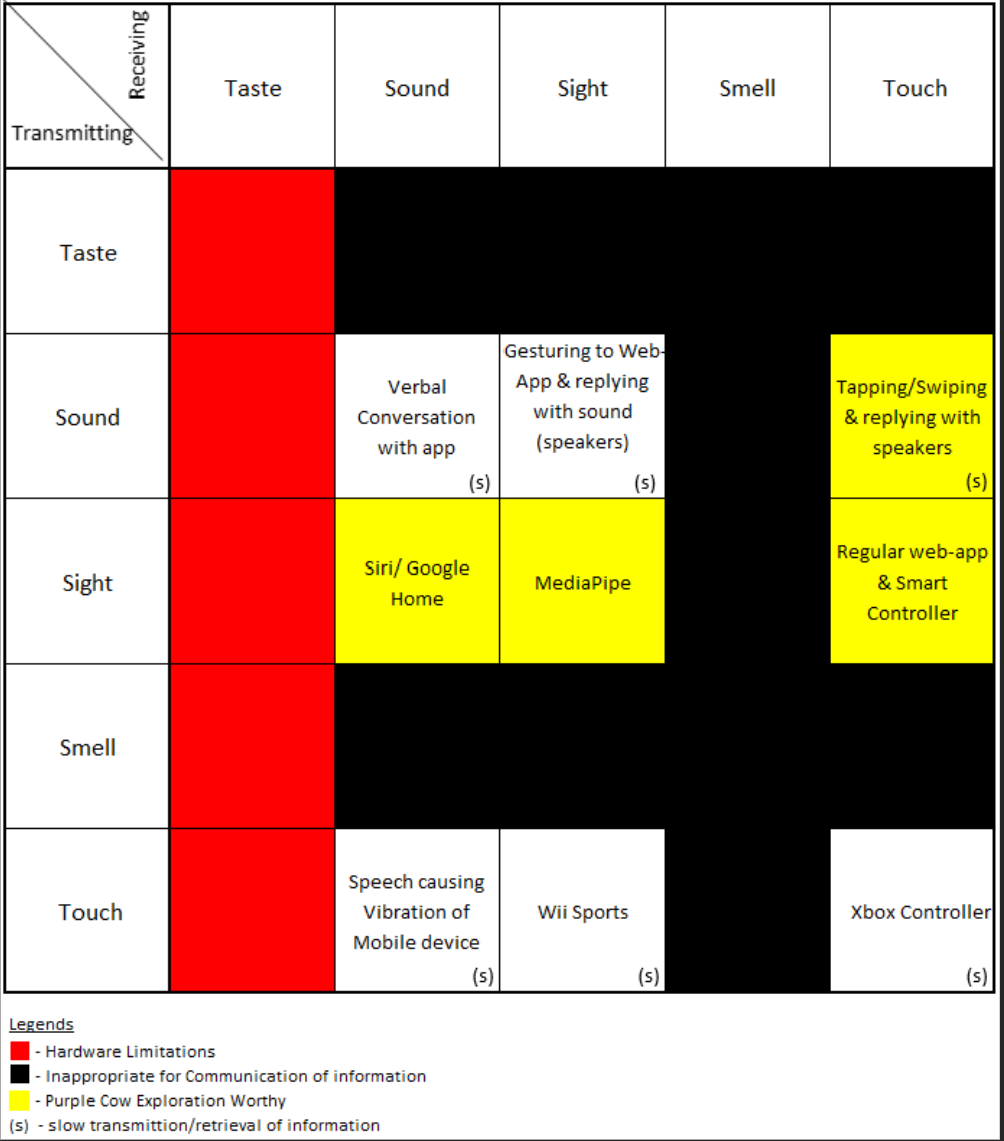 Receiving
Transmitting
Taste
Sound
Sight
Smell
Touch
Taste
Sound
Verbal
Conversation
with app
(s)
Gesturing to Web-
App & replying
with sound
(speakers)
(s)
Tapping/Swiping
& replying with
speakers
(s)
Sight
Siri/ Google
Home
MediaPipe
Regular web-app
& Smart
Controller
Smell
Touch
Speech causing
Vibration of
Mobile device
(s)
Wii Sports
(s)
Xbox Controller
(s)
Legends
- Hardware Limitations
- Inappropriate for Communication of information
- Purple Cow Exploration Worthy
(s) - slow transmittion/retrieval of information